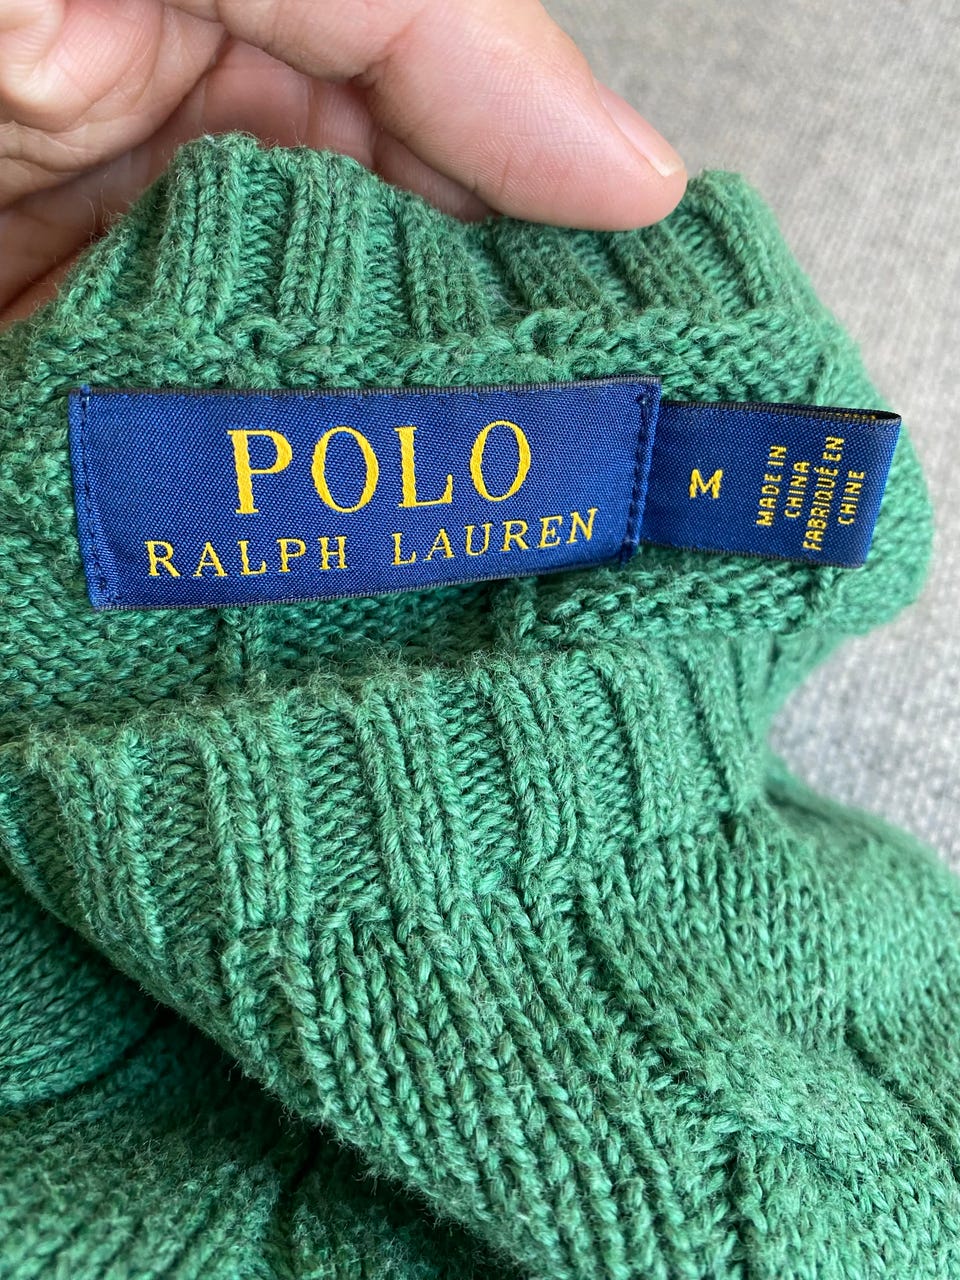 POLO
RALPH LAUREN
M
MADE IN
CHINA
FABRIQUÉ EN
CHINE